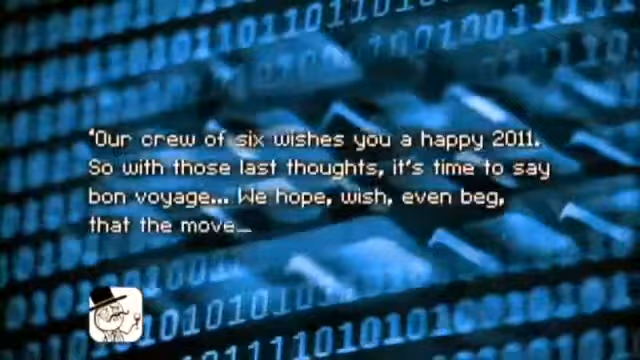 ‘Our crew of six wishes you a happy 2011.
So with those last thoughts, it's time to say
bon voyage... We hope, wish, even beg,
that the move_